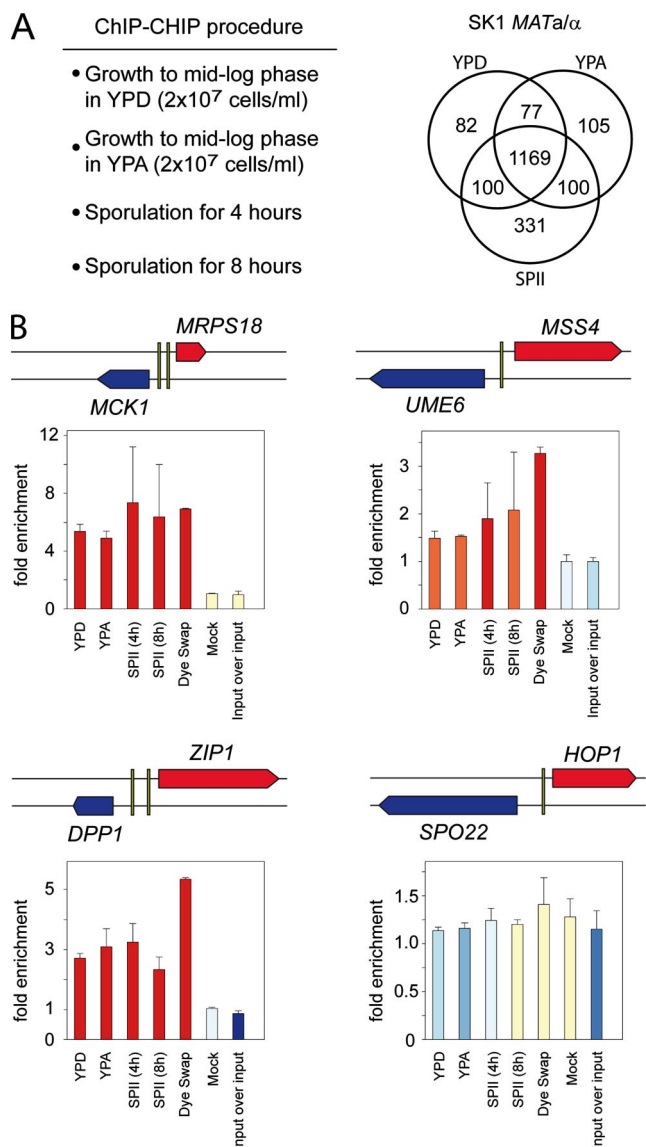 A
ChIP-CHIP procedure
• Growth to mid-log phase
in YPD (2x10⁷ cells/ml)
• Growth to mid-log phase
in YPA (2x10⁷ cells/ml)
• Sporulation for 4 hours
• Sporulation for 8 hours
SK1 MATa/α
YPD
YPA
82
77
105
1169
100
100
331
SPII
B
MRPS18
MCK1
fold enrichment
12
8
4
0
YPD
YPA
SPII (4h)
SPII (8h)
Dye Swap
Mock
Input over input
MSS4
UME6
fold enrichment
3
2
1
0
YPD
YPA
SPII (4h)
SPII (8h)
Dye Swap
Mock
Input over input
ZIP1
DPP1
fold enrichment
5
3
1
0
YPD
YPA
SPII (4h)
SPII (8h)
Dye Swap
Mock
Input over input
HOP1
SPO22
fold enrichment
1.5
1
0.5
0
YPD
YPA
SPII (4h)
SPII (8h)
Dye Swap
Mock
Input over input